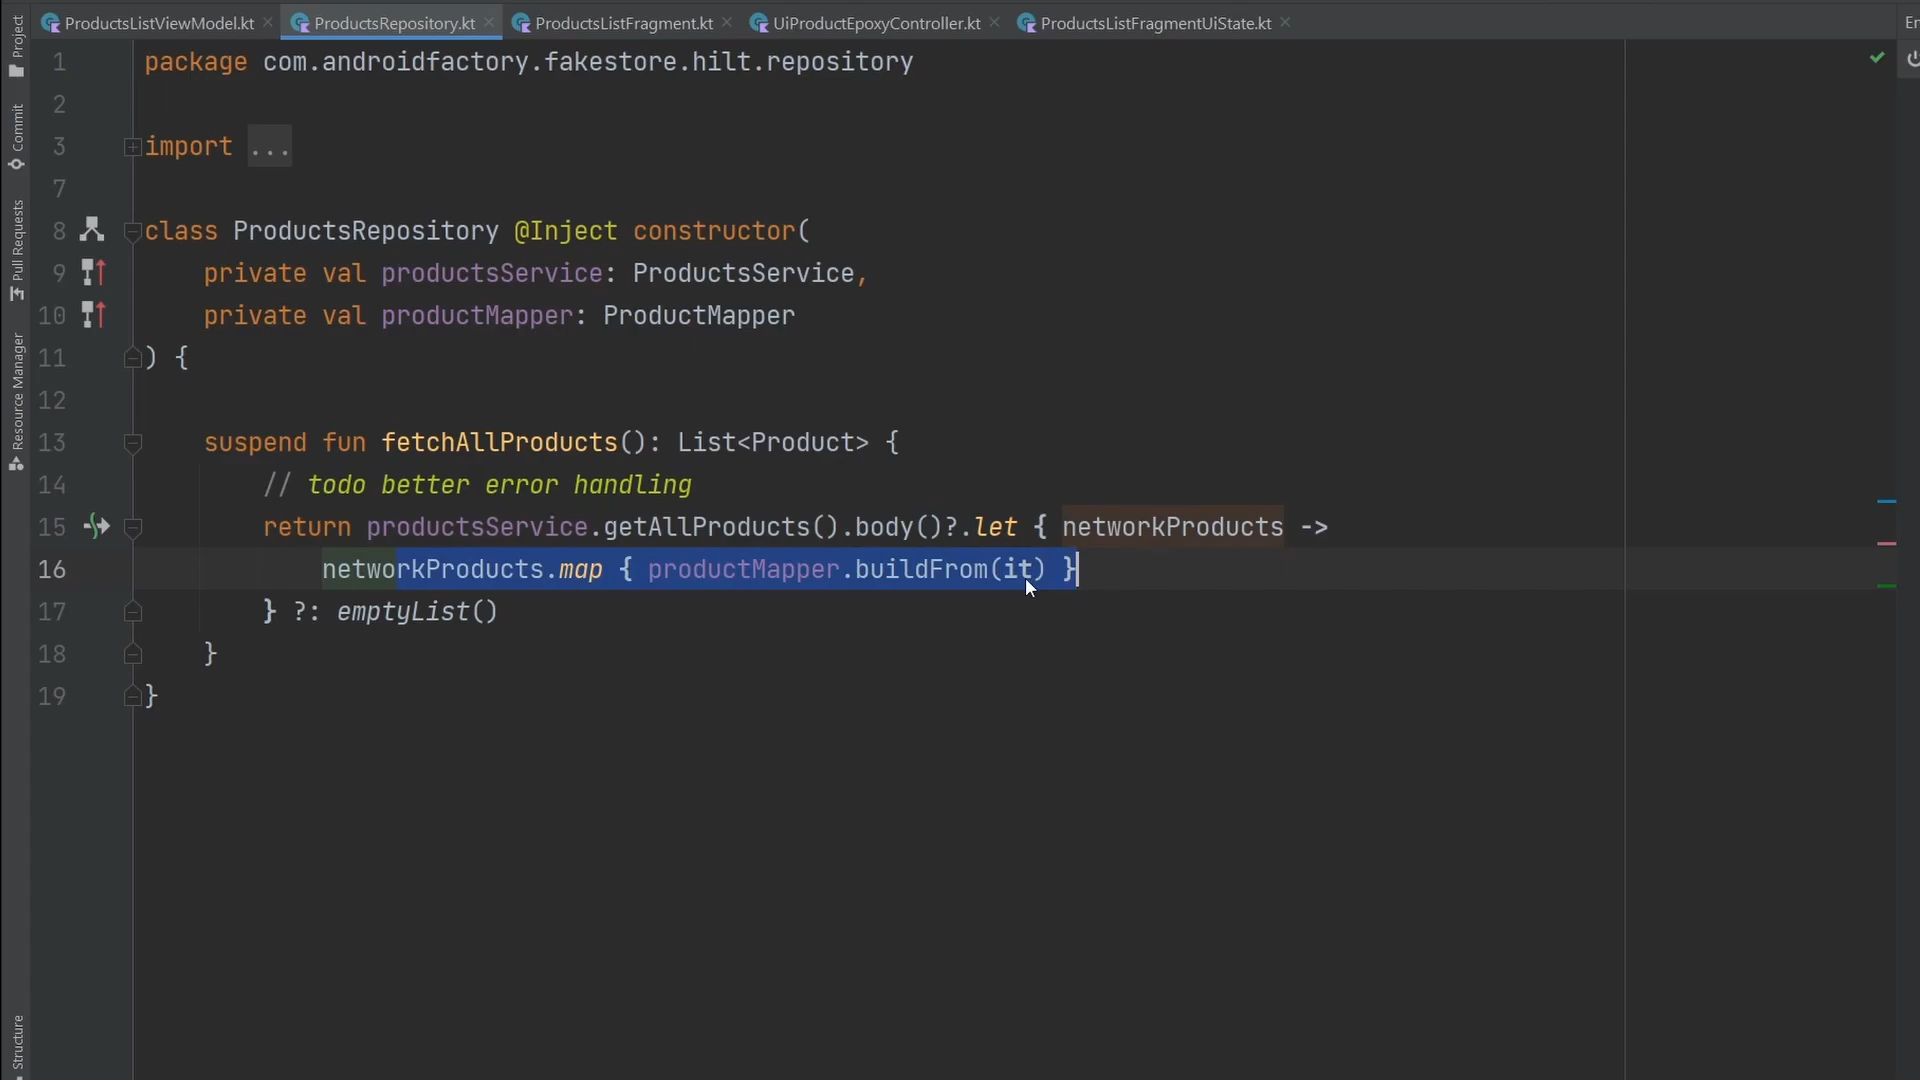 ProductsListViewModel.kt
ProductsRepository.kt
ProductsListFragment.kt
UiProductEpoxyController.kt
ProductsListFragmentUiState.kt
En
Project
Commit
Pull Requests
Resource Manager
Structure
1 package com.androidfactory.fakestore.hilt.repository
2
3 import ...
7
8 class ProductsRepository @Inject constructor(
9 private val productsService: ProductsService,
10 private val productMapper: ProductMapper
11 ) {
12
13 suspend fun fetchAllProducts(): List<Product> {
14 // todo better error handling
15 return productsService.getAllProducts().body()?.let { networkProducts ->
16 networkProducts.map { productMapper.buildFrom(it) }
17 } ?: emptyList()
18 }
19 }